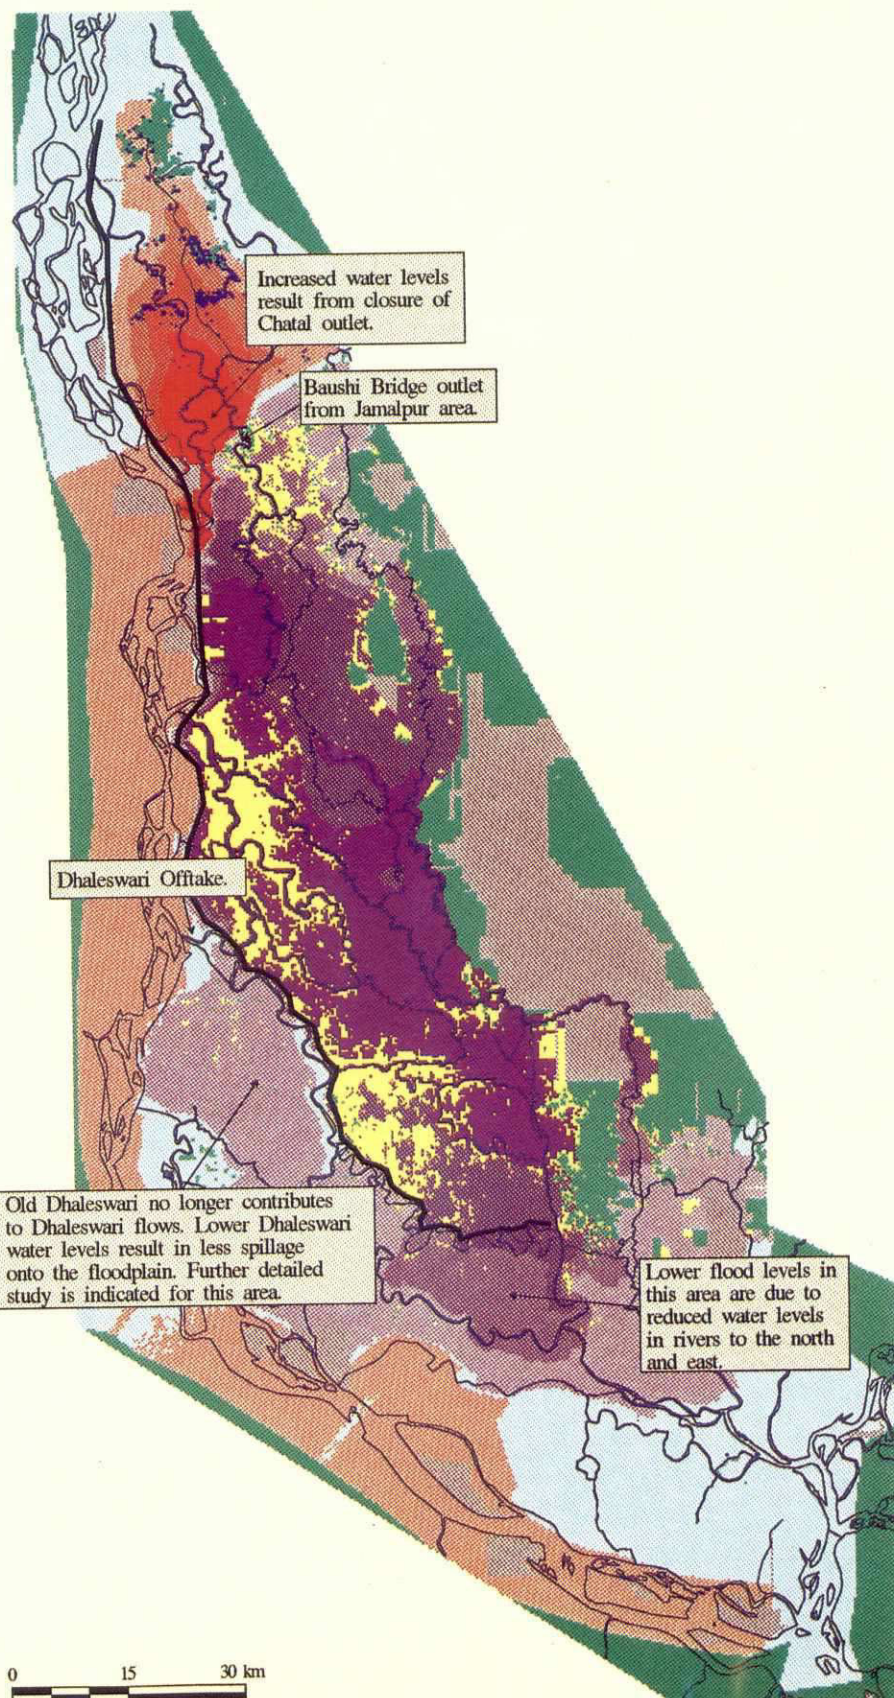 Increased water levels
result from closure of
Chatal outlet.
Baushi Bridge outlet
from Jamalpur area.
Dhaleswari Offtake.
Old Dhaleswari no longer contributes
to Dhaleswari flows. Lower Dhaleswari
water levels result in less spillage
onto the floodplain. Further detailed
study is indicated for this area.
Lower flood levels in
this area are due to
reduced water levels
in rivers to the north
and east.
0 15 30 km